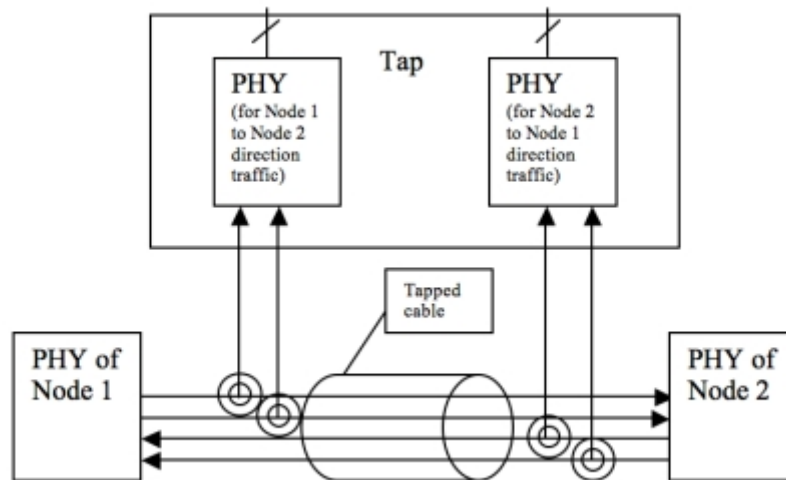 Tap
PHY
(for Node 1
to Node 2
direction
traffic)
PHY
(for Node 2
to Node 1
direction
traffic)
Tapped
cable
PHY of
Node 1
PHY of
Node 2